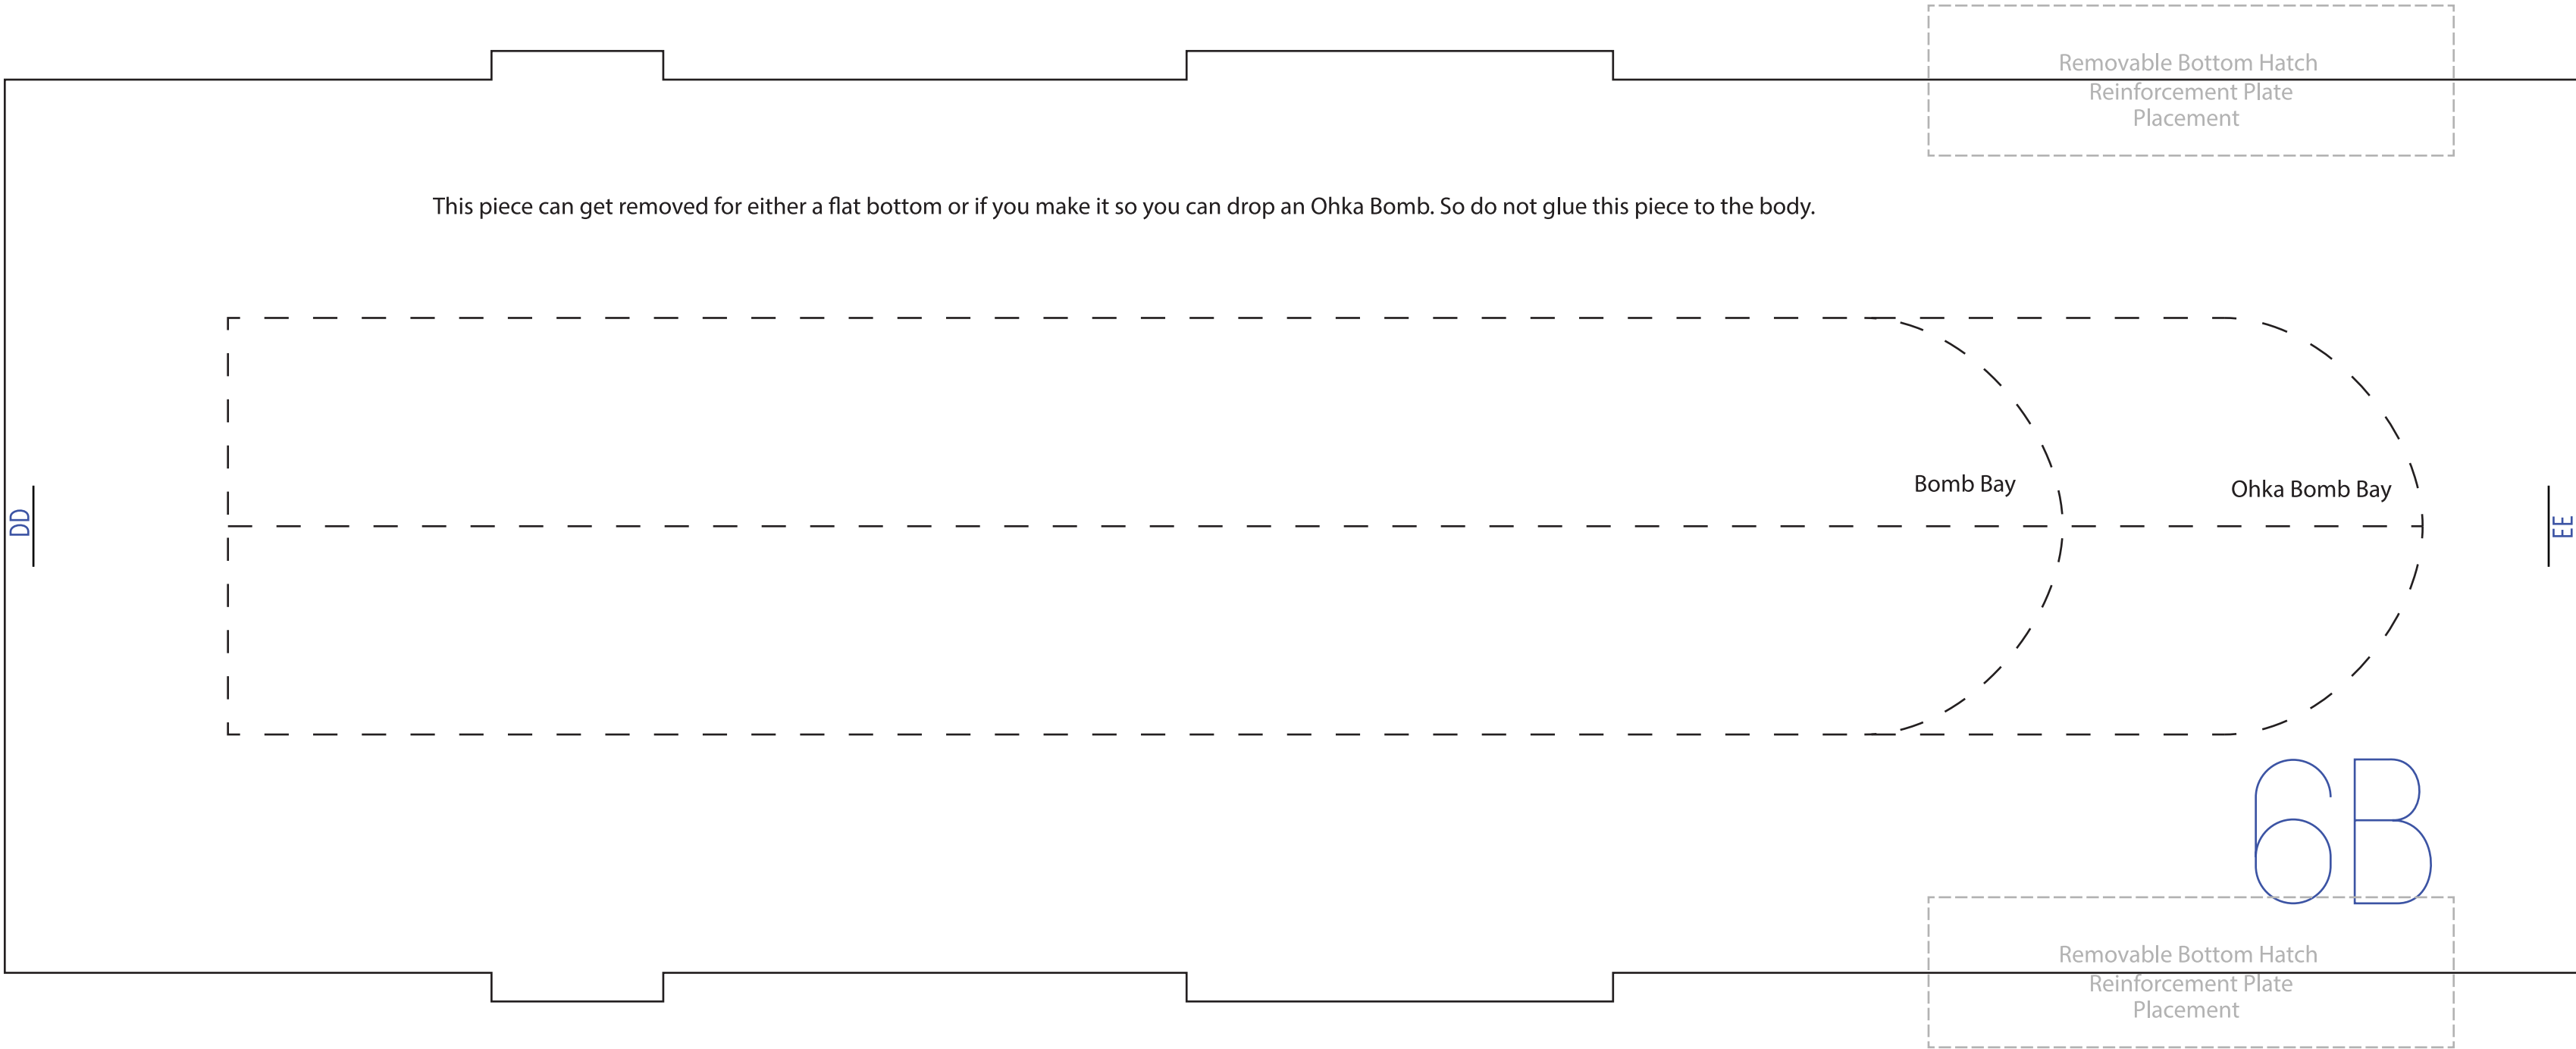 Removable Bottom Hatch
Reinforcement Plate
Placement
This piece can get removed for either a flat bottom or if you make it so you can drop an Ohka Bomb. So do not glue this piece to the body.
Bomb Bay
Ohka Bomb Bay
DD
EE
6B
Removable Bottom Hatch
Reinforcement Plate
Placement